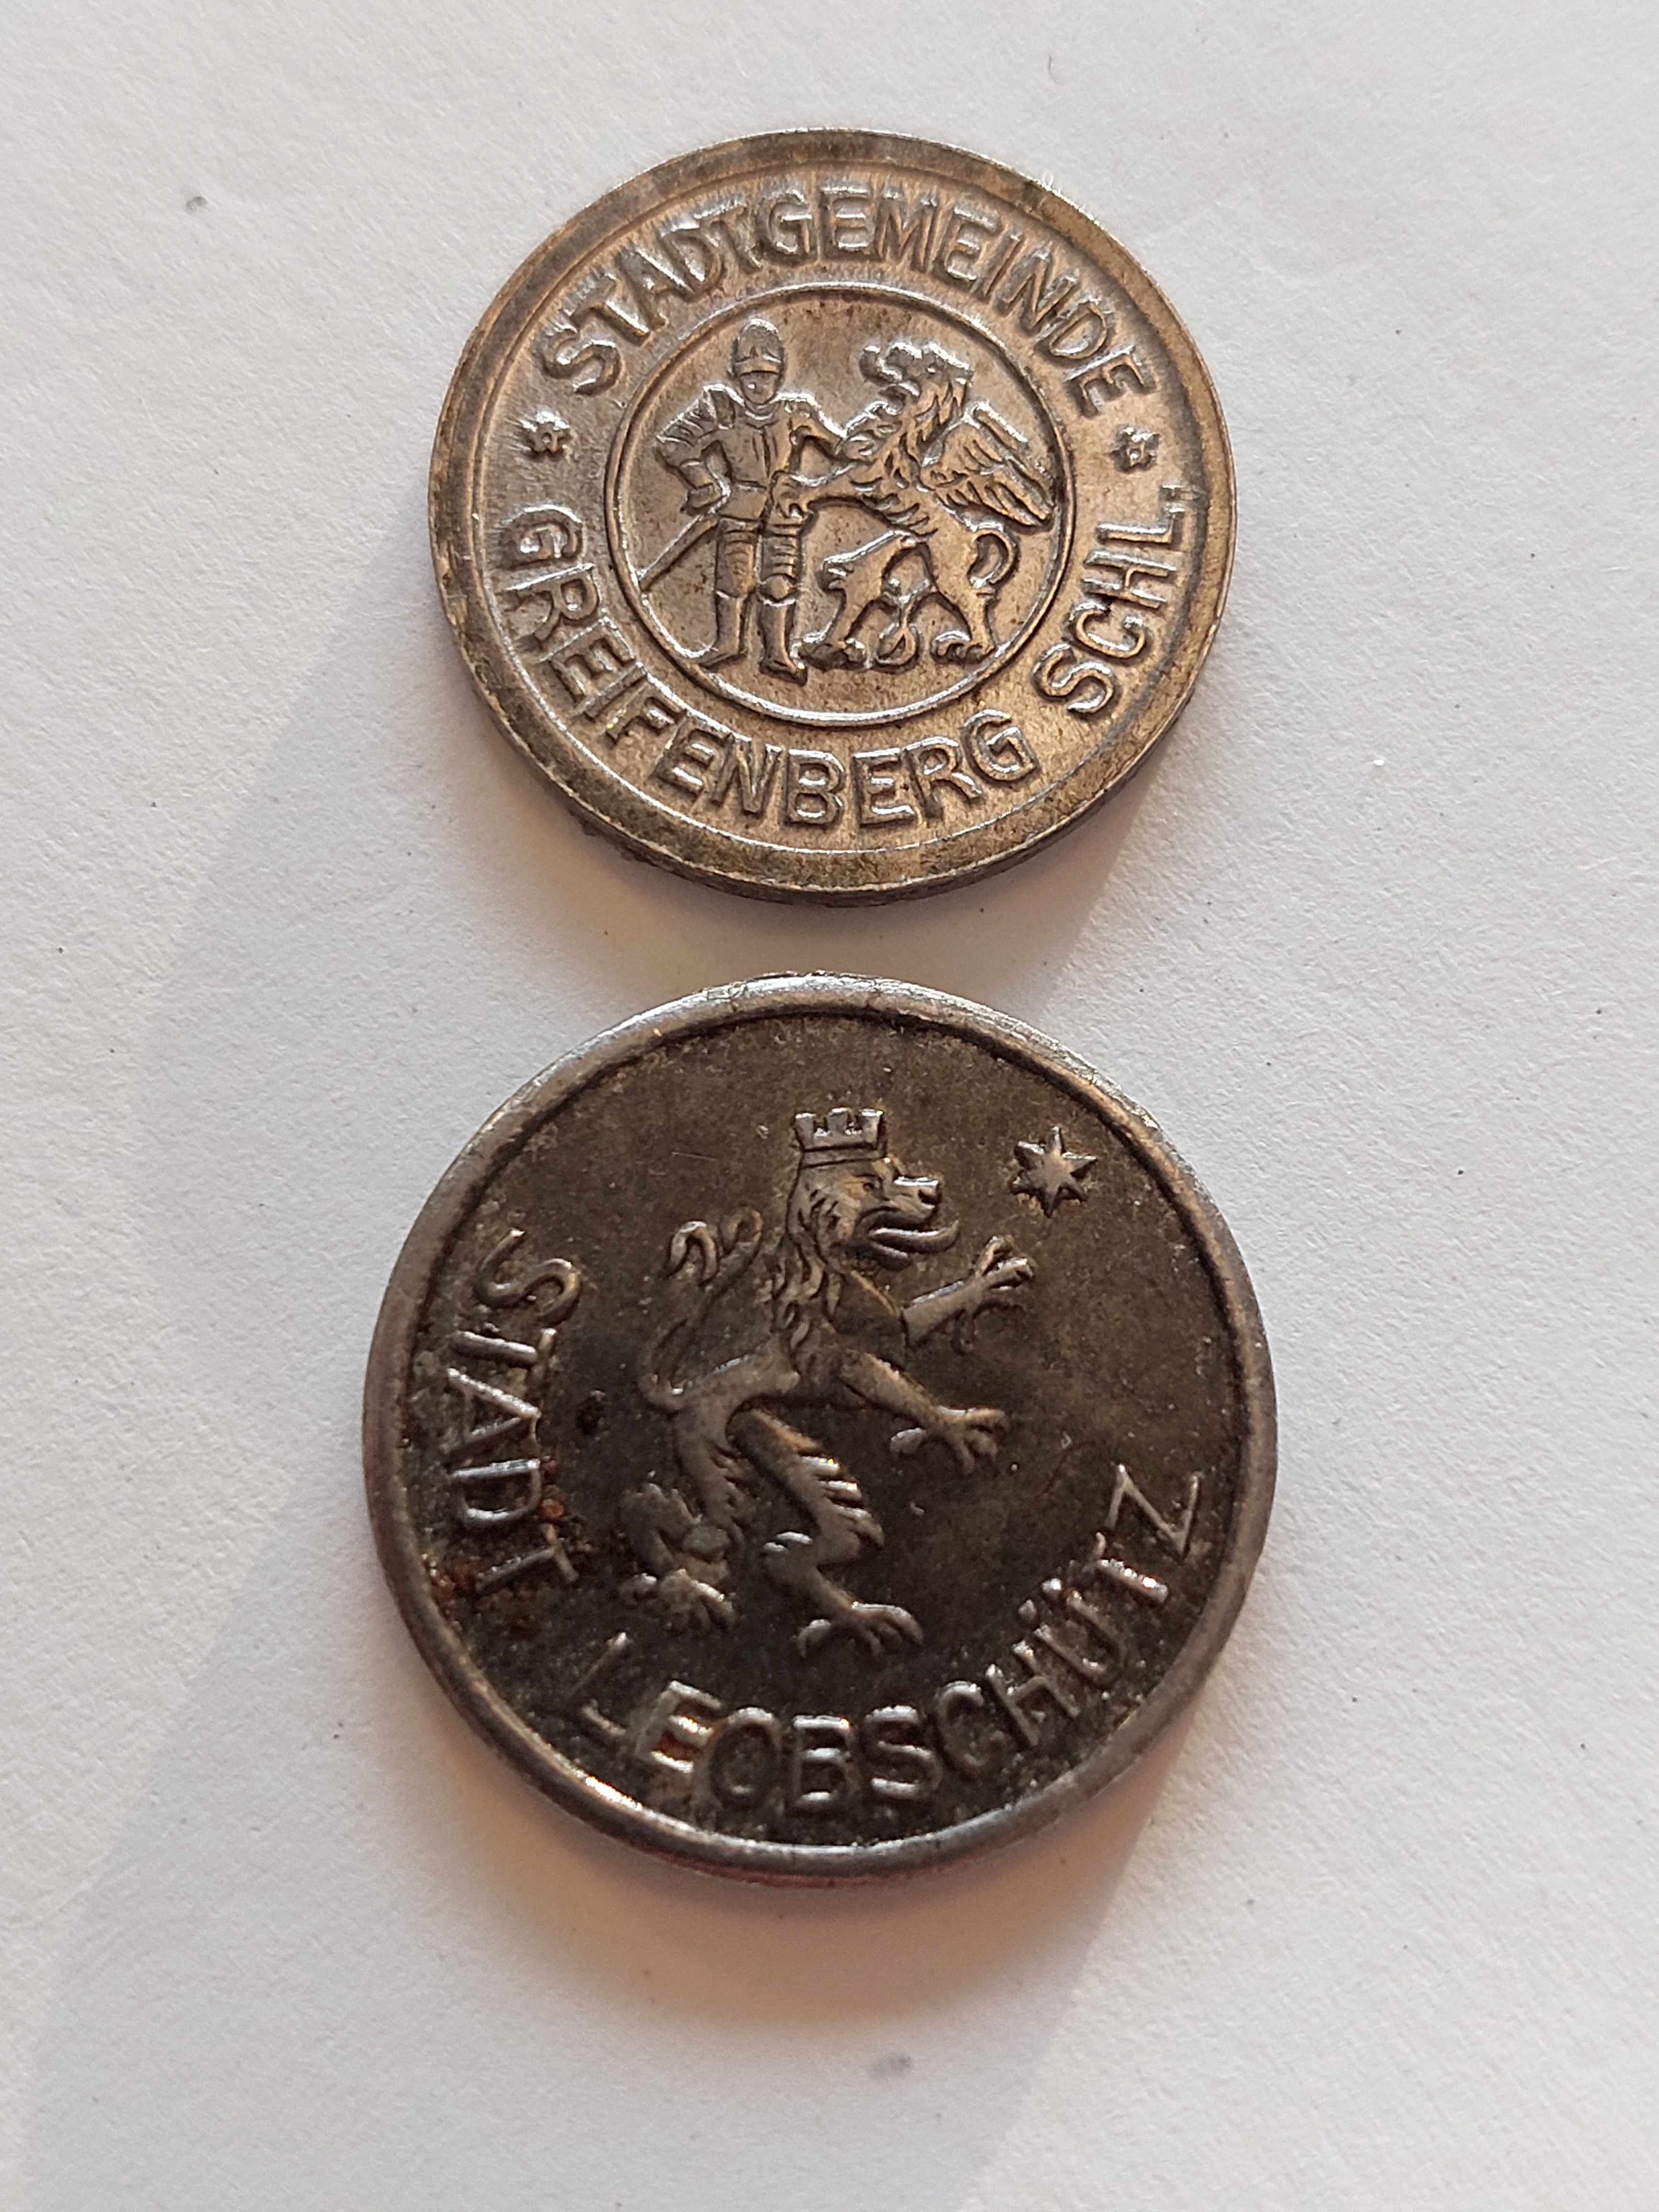 STADTGEMEINDE
GREIFENBERG SCHL.
STADT LEOBSCHÜTZ